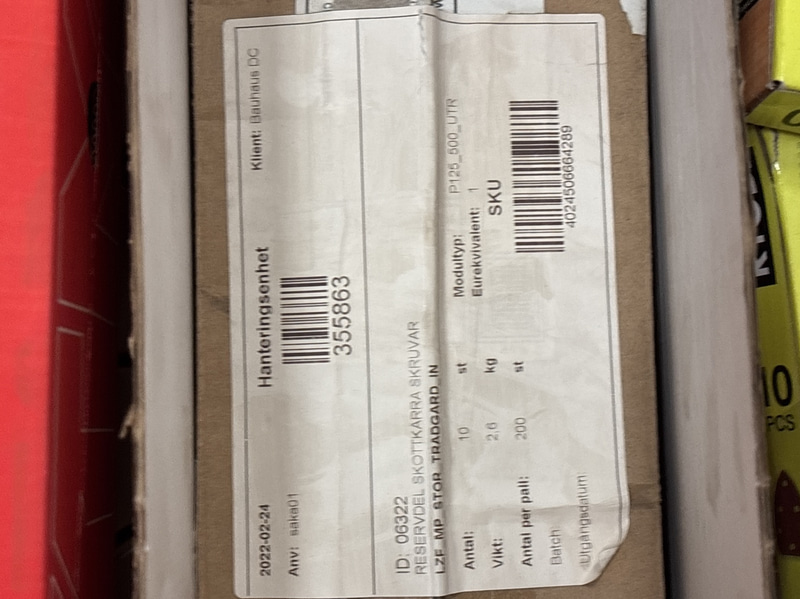 2022-02-24
Hanteringsenhet
Klient: Bauhaus DC
Anv: saka01
355863
ID: 06322
RESERVDEL SKOTTKÄRRA SKRUVAR
LZF_MP_STOR_TRADGARD_IN
Antal: 10 st
Modultyp: P125_500_UTR
Vikt: 2,6 kg
Eurekvivalent: 1
Antal per pall: 200 st
SKU
4024506664289
Batch:
Utgångsdatum:
10
PCS